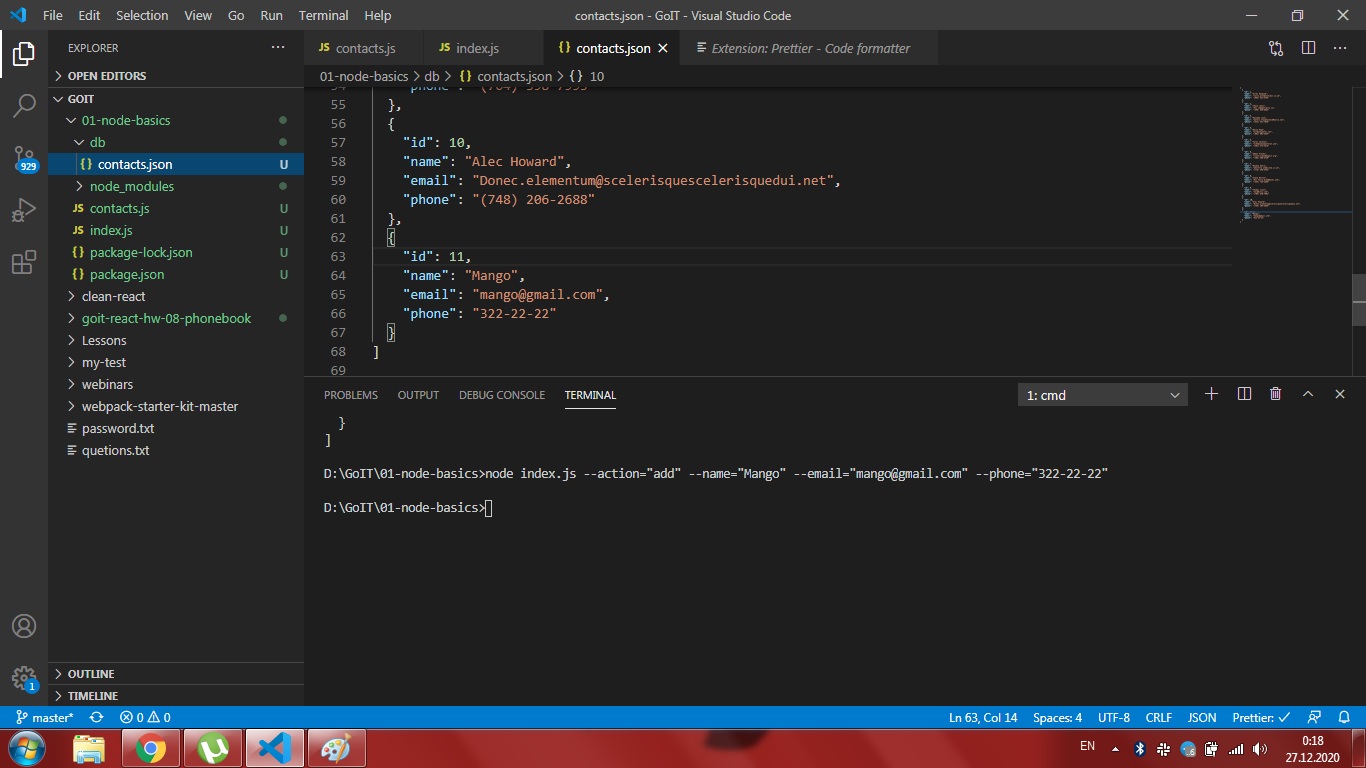 File Edit Selection View Go Run Terminal Help
contacts.json - GoIT - Visual Studio Code
EXPLORER
OPEN EDITORS
GOIT
01-node-basics
db
{} contacts.json U
node_modules
JS contacts.js U
JS index.js U
{} package-lock.json U
{} package.json U
clean-react
goit-react-hw-08-phonebook
Lessons
my-test
webinars
webpack-starter-kit-master
password.txt
quetions.txt
OUTLINE
TIMELINE
929
1
JS contacts.js JS index.js {} contacts.json Extension: Prettier - Code formatter
01-node-basics > db > {} contacts.json > {} 10
55 },
56 {
57 "id": 10,
58 "name": "Alec Howard",
59 "email": "Donec.elementum@scelerisquescelerisquedui.net",
60 "phone": "(748) 206-2688"
61 },
62 {
63 "id": 11,
64 "name": "Mango",
65 "email": "mango@gmail.com",
66 "phone": "322-22-22"
67 }
68 ]
69
PROBLEMS OUTPUT DEBUG CONSOLE TERMINAL
1: cmd
}
]
D:\GoIT\01-node-basics>node index.js --action="add" --name="Mango" --email="mango@gmail.com" --phone="322-22-22"
D:\GoIT\01-node-basics>
master* 0 0
Ln 63, Col 14 Spaces: 4 UTF-8 CRLF JSON Prettier: ✓
EN
0:18
27.12.2020